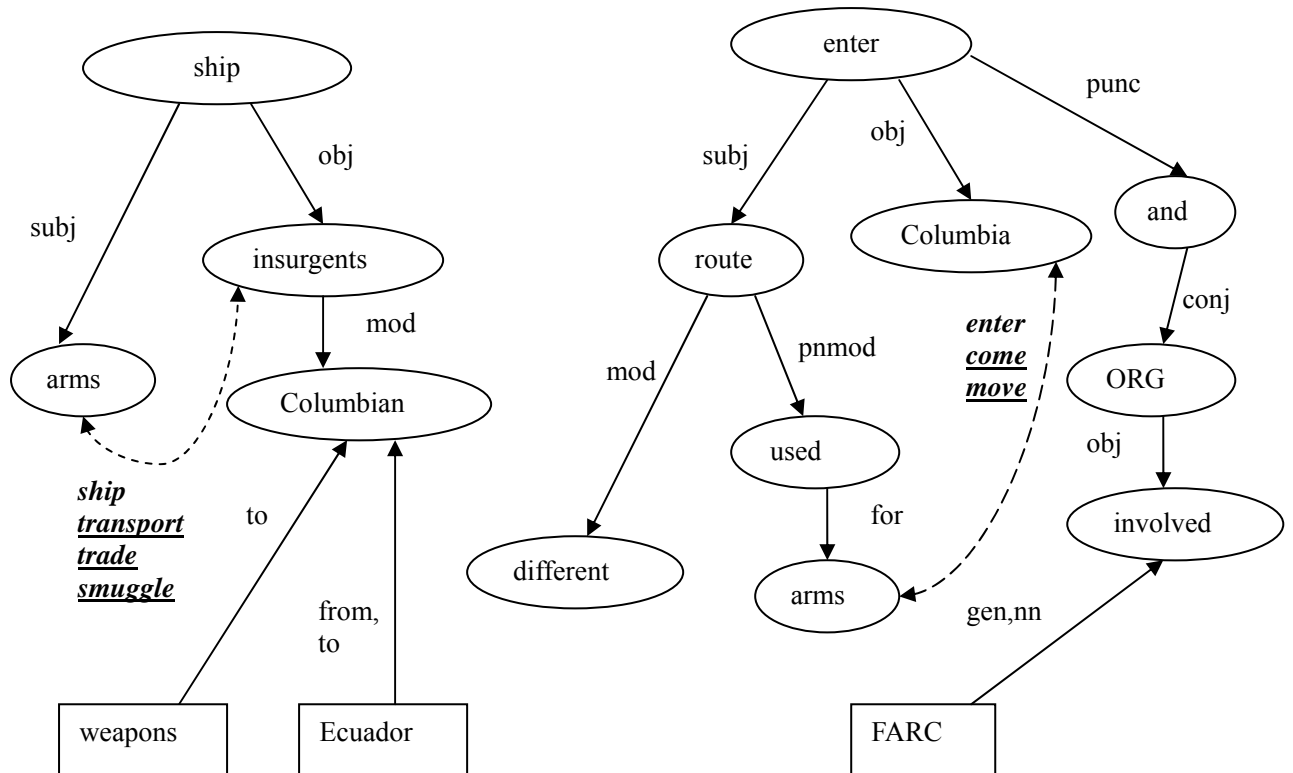 ship
enter
punc
subj
obj
subj
obj
and
insurgents
route
Columbia
conj
mod
arms
Columbian
mod
pnmod
enter
come
move
ORG
obj
used
ship
transport
trade
smuggle
to
for
involved
different
arms
from,
to
gen,nn
weapons
Ecuador
FARC